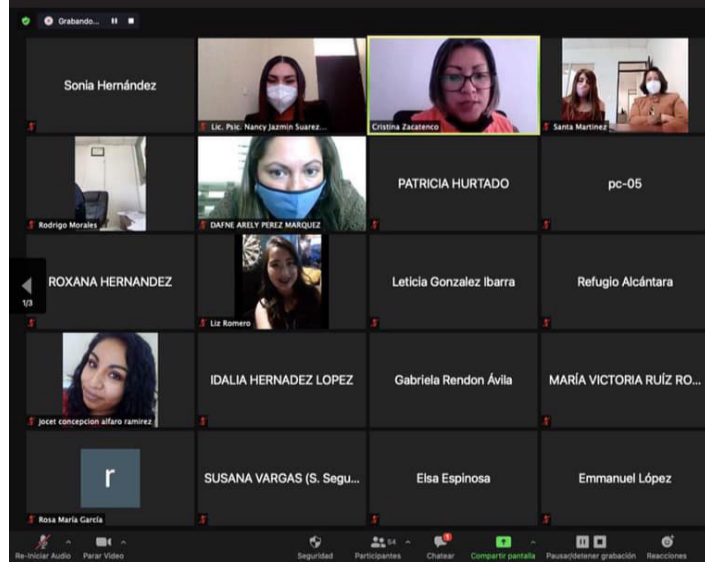 Grabando...
Sonia Hernández
Lic. Psic. Nancy Jazmin Suarez...
Cristina Zacatenco
Santa Martinez
Rodrigo Morales
DAFNE ARELY PEREZ MARQUEZ
PATRICIA HURTADO
pc-05
ROXANA HERNANDEZ
Liz Romero
Leticia Gonzalez Ibarra
Refugio Alcántara
1/3
Jocet concepcion alfaro ramirez
IDALIA HERNADEZ LOPEZ
Gabriela Rendon Ávila
MARÍA VICTORIA RUÍZ RO...
r
Rosa María García
SUSANA VARGAS (S. Segu...
Elsa Espinosa
Emmanuel López
Re-Iniciar Audio
Parar Video
Seguridad
54
Participantes
1
Chatear
Compartir pantalla
Pausar/detener grabación
Reacciones